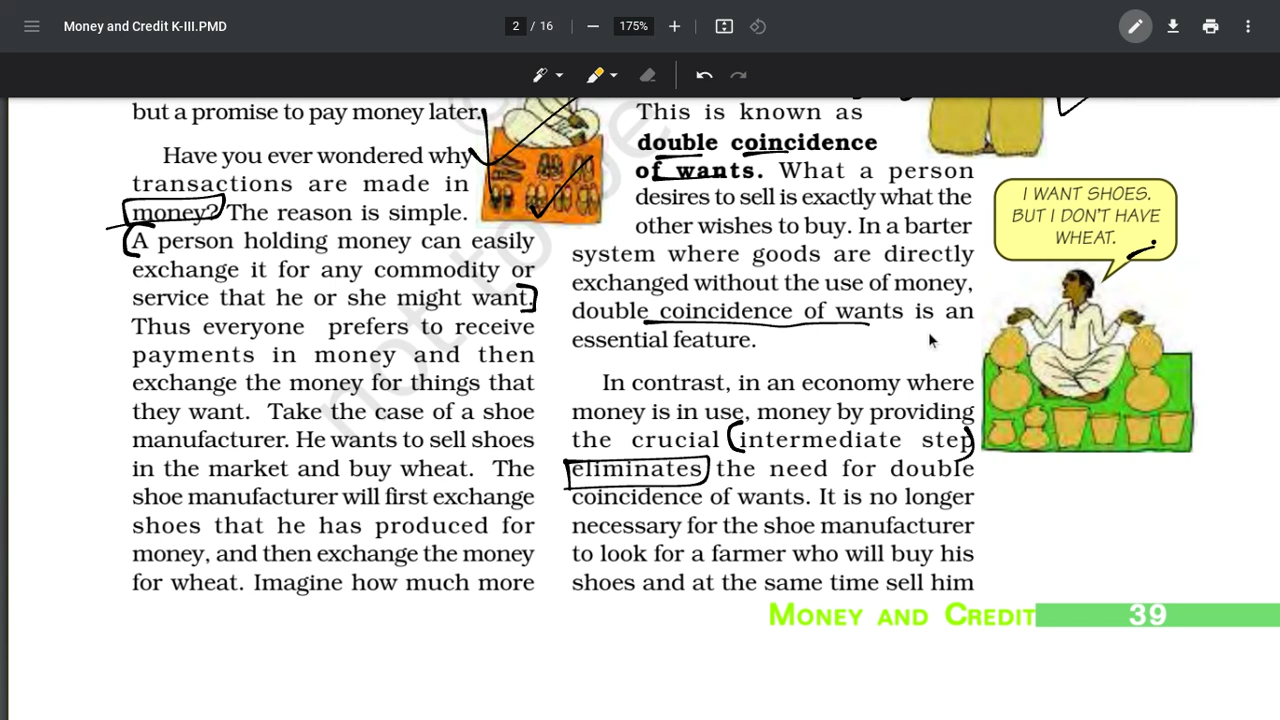 Money and Credit K-III.PMD
2 / 16
175%
but a promise to pay money later.
Have you ever wondered why
transactions are made in
money? The reason is simple.
A person holding money can easily
exchange it for any commodity or
service that he or she might want.
Thus everyone prefers to receive
payments in money and then
exchange the money for things that
they want. Take the case of a shoe
manufacturer. He wants to sell shoes
in the market and buy wheat. The
shoe manufacturer will first exchange
shoes that he has produced for
money, and then exchange the money
for wheat. Imagine how much more
This is known as
double coincidence
of wants. What a person
desires to sell is exactly what the
other wishes to buy. In a barter
system where goods are directly
exchanged without the use of money,
double coincidence of wants is an
essential feature.
In contrast, in an economy where
money is in use, money by providing
the crucial intermediate step
eliminates the need for double
coincidence of wants. It is no longer
necessary for the shoe manufacturer
to look for a farmer who will buy his
shoes and at the same time sell him
I WANT SHOES.
BUT I DON'T HAVE
WHEAT.
MONEY AND CREDIT 39
not to be